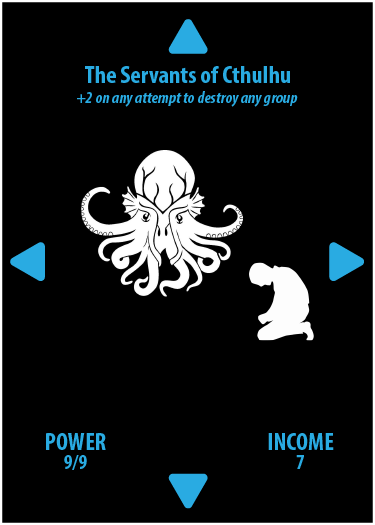 The Servants of Cthulhu
+2 on any attempt to destroy any group
POWER
9/9
INCOME
7